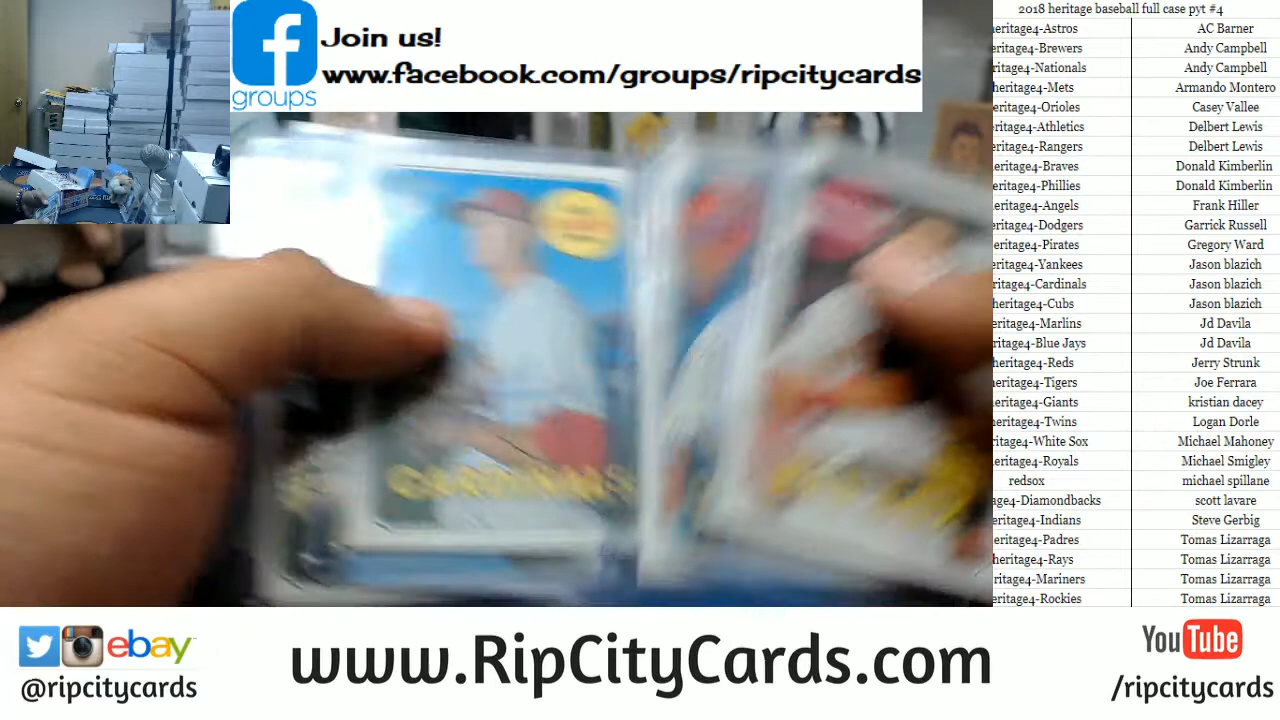 Join us!
www.facebook.com/groups/ripcitycards
groups
2018 heritage baseball full case pyt #4
eritage4-Astros AC Barner
eritage4-Brewers Andy Campbell
ritage4-Nationals Andy Campbell
heritage4-Mets Armando Montero
eritage4-Orioles Casey Vallee
eritage4-Athletics Delbert Lewis
eritage4-Rangers Delbert Lewis
eritage4-Braves Donald Kimberlin
eritage4-Phillies Donald Kimberlin
eritage4-Angels Frank Hiller
eritage4-Dodgers Garrick Russell
eritage4-Pirates Gregory Ward
eritage4-Yankees Jason blazich
eritage4-Cardinals Jason blazich
heritage4-Cubs Jason blazich
eritage4-Marlins Jd Davila
ritage4-Blue Jays Jd Davila
heritage4-Reds Jerry Strunk
eritage4-Tigers Joe Ferrara
eritage4-Giants kristian dacey
eritage4-Twins Logan Dorle
ritage4-White Sox Michael Mahoney
eritage4-Royals Michael Smigley
redsox michael spillane
age4-Diamondbacks scott lavare
eritage4-Indians Steve Gerbig
eritage4-Padres Tomas Lizarraga
heritage4-Rays Tomas Lizarraga
ritage4-Mariners Tomas Lizarraga
eritage4-Rockies Tomas Lizarraga
CARDINALS
ebay
@ripcitycards
www.RipCityCards.com
YouTube
/ripcitycards